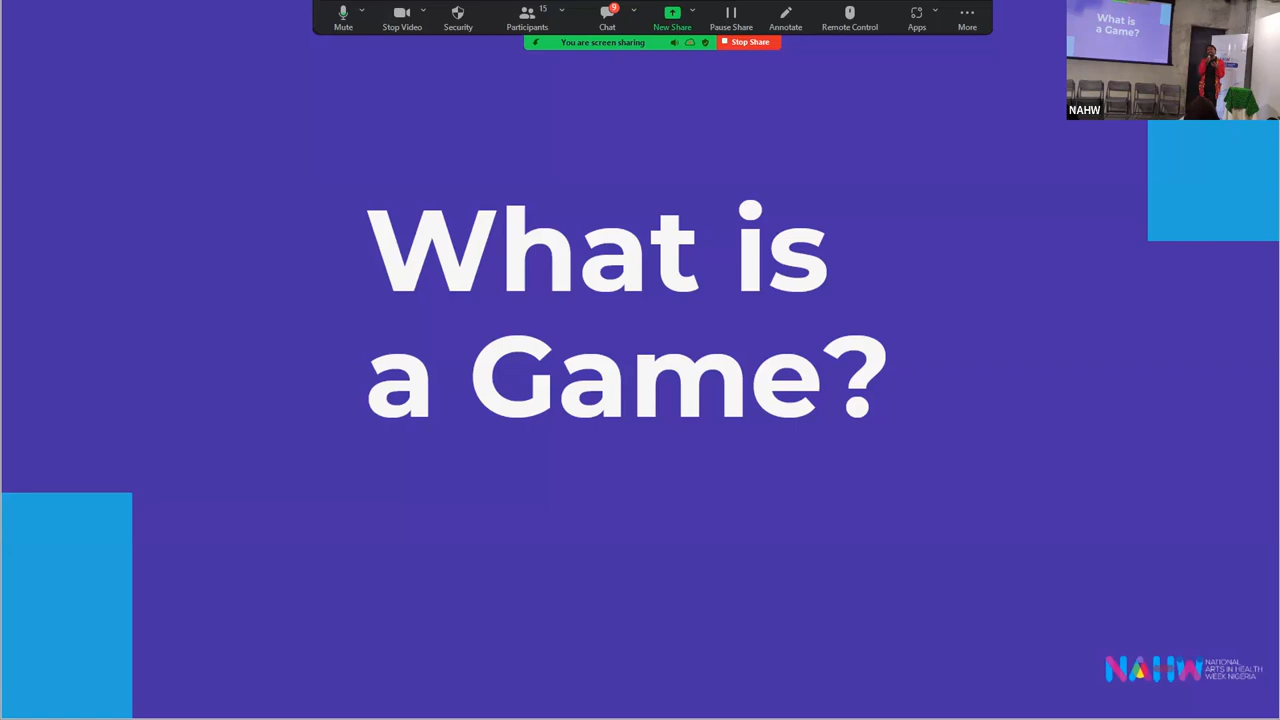 Mute
Stop Video
Security
15
Participants
9
Chat
New Share
Pause Share
Annotate
Remote Control
Apps
More
You are screen sharing
Stop Share
What is
a Game?
NAHW
What is
a Game?
NAHW
NATIONAL
ARTS IN HEALTH
WEEK NIGERIA